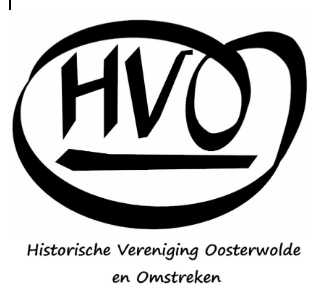 HVO
Historische Vereniging Oosterwolde
en Omstreken